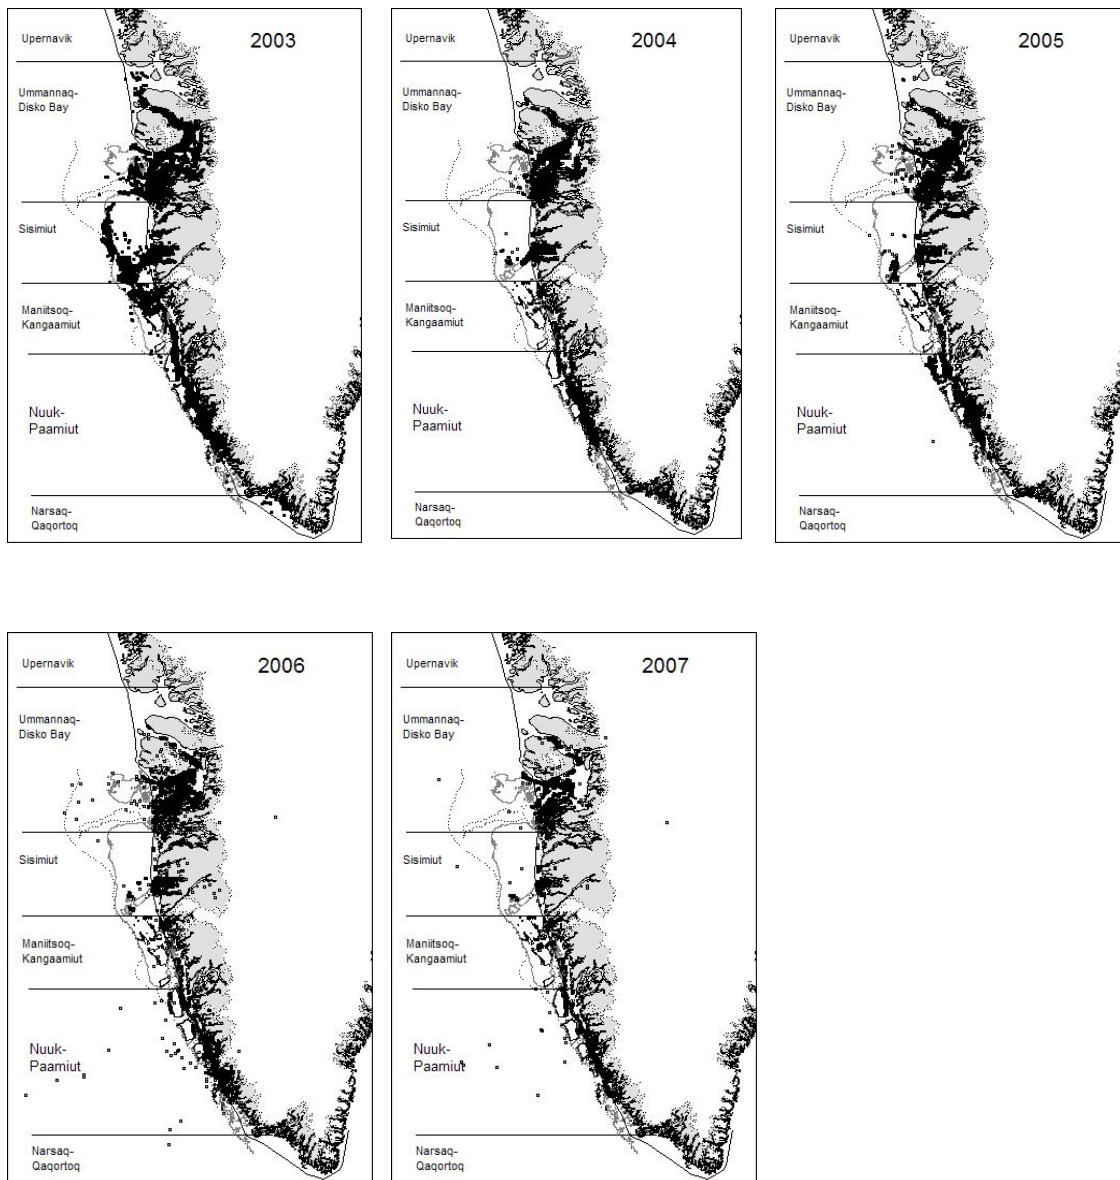 Upernavik
2003
Ummannaq-
Disko Bay
Sisimiut
Maniitsoq-
Kangaamiut
Nuuk-
Paamiut
Narsaq-
Qaqortoq
Upernavik
2004
Ummannaq-
Disko Bay
Sisimiut
Maniitsoq-
Kangaamiut
Nuuk-
Paamiut
Narsaq-
Qaqortoq
Upernavik
2005
Ummannaq-
Disko Bay
Sisimiut
Maniitsoq-
Kangaamiut
Nuuk-
Paamiut
Narsaq-
Qaqortoq
Upernavik
2006
Ummannaq-
Disko Bay
Sisimiut
Maniitsoq-
Kangaamiut
Nuuk-
Paamiut
Narsaq-
Qaqortoq
Upernavik
2007
Ummannaq-
Disko Bay
Sisimiut
Maniitsoq-
Kangaamiut
Nuuk-
Paamiut
Narsaq-
Qaqortoq